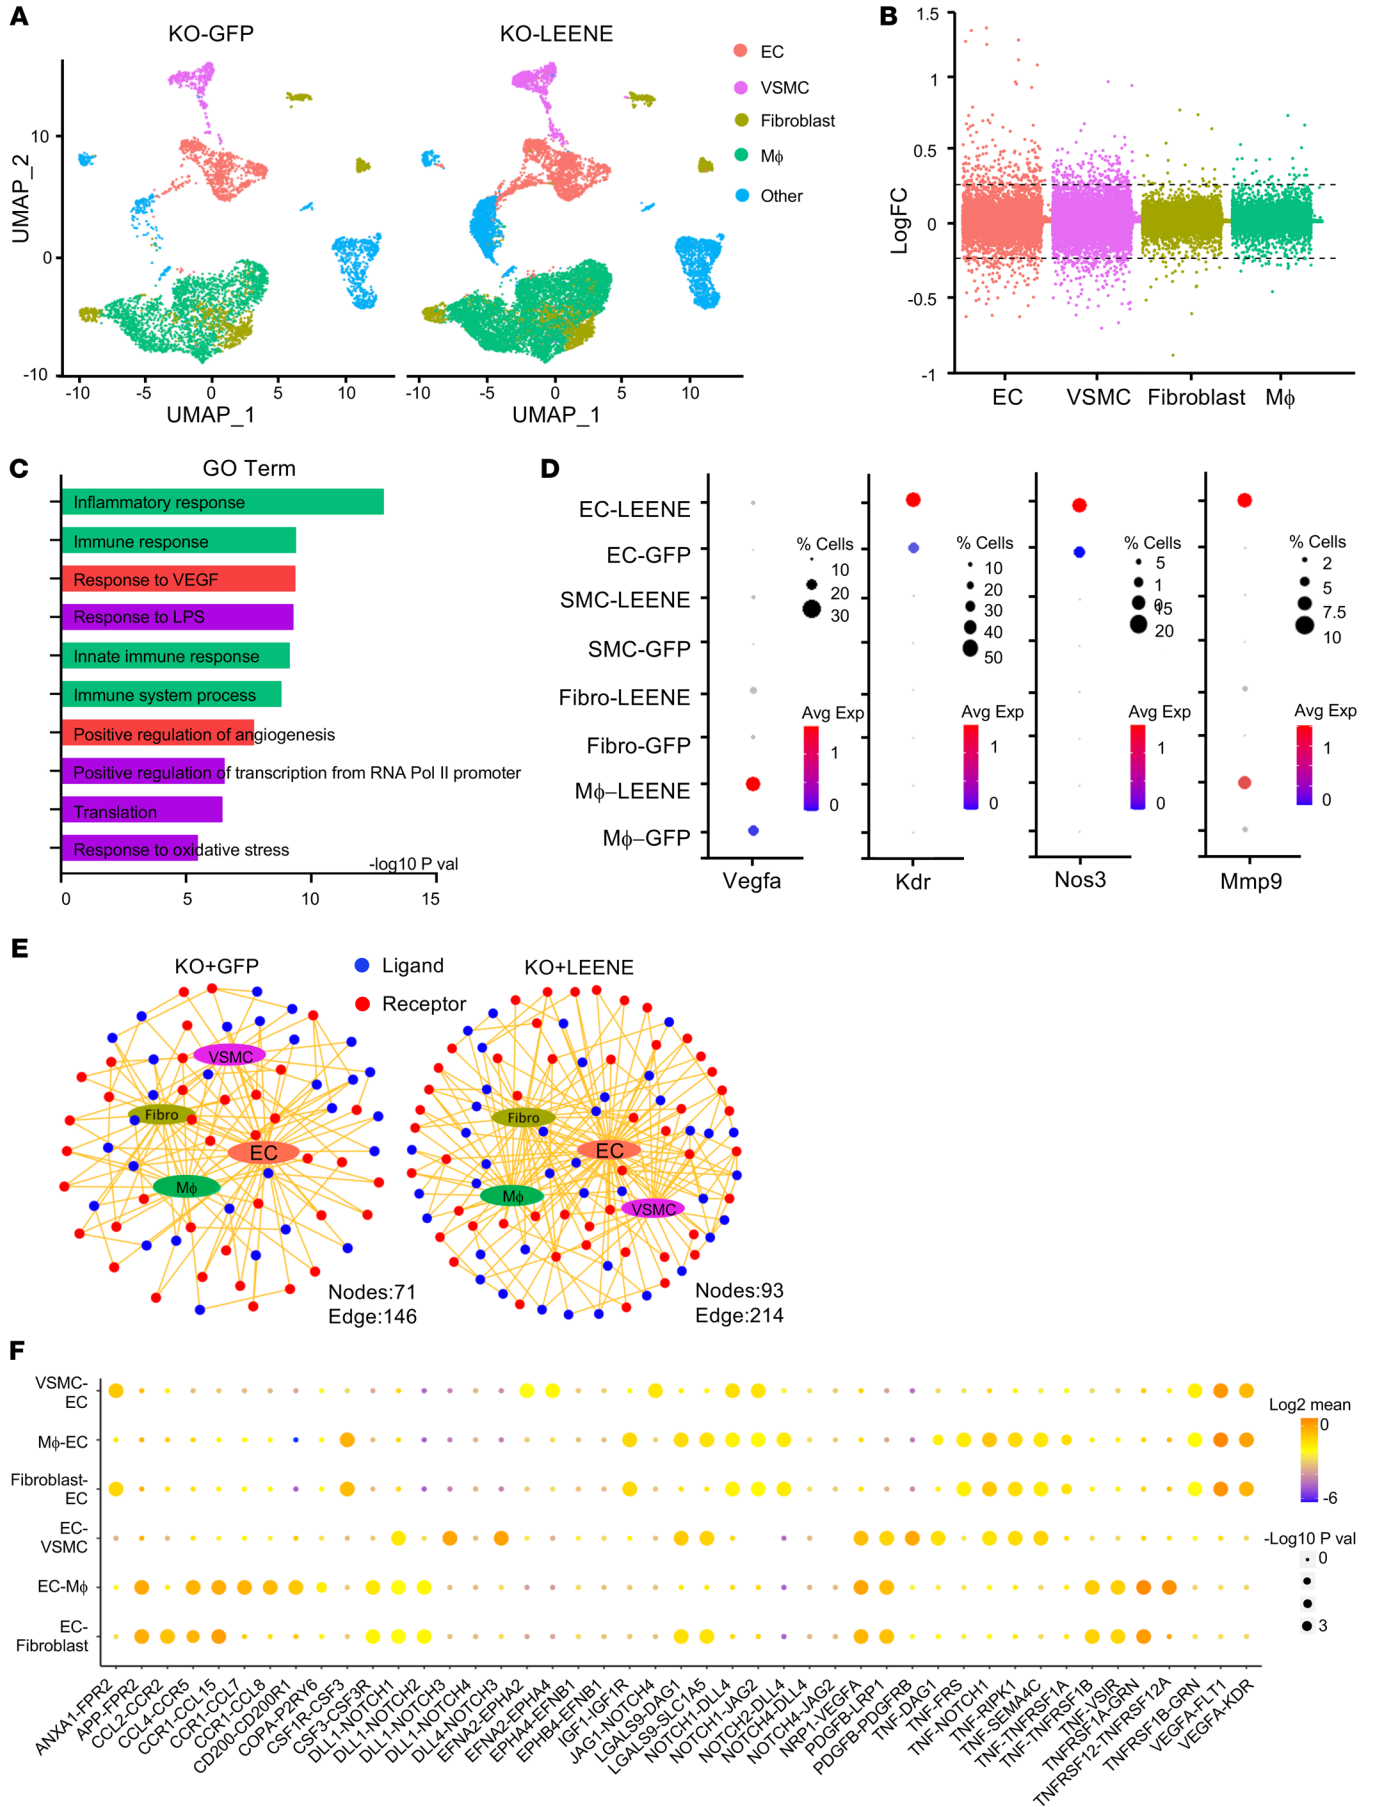 A
KO-GFP
KO-LEENE
EC
VSMC
Fibroblast
Mϕ
Other
UMAP_2
10
0
-10
-10
-5
0
5
10
-10
-5
0
5
10
UMAP_1
UMAP_1
B
LogFC
1.5
1
0.5
0
-0.5
-1
EC
VSMC
Fibroblast
Mϕ
C
GO Term
Inflammatory response
Immune response
Response to VEGF
Response to LPS
Innate immune response
Immune system process
Positive regulation of angiogenesis
Positive regulation of transcription from RNA Pol II promoter
Translation
Response to oxidative stress
-log10 P val
0
5
10
15
D
EC-LEENE
EC-GFP
SMC-LEENE
SMC-GFP
Fibro-LEENE
Fibro-GFP
Mϕ–LEENE
Mϕ–GFP
% Cells
10
20
30
Avg Exp
1
0
Vegfa
% Cells
10
20
30
40
50
Avg Exp
1
0
Kdr
% Cells
5
1
0
15
20
Avg Exp
1
0
Nos3
% Cells
2
5
7.5
10
Avg Exp
1
0
Mmp9
E
KO+GFP
Ligand
Receptor
KO+LEENE
VSMC
Fibro
EC
Mϕ
Nodes:71
Edge:146
Fibro
EC
Mϕ
VSMC
Nodes:93
Edge:214
F
VSMC-
EC
Mϕ-EC
Fibroblast-
EC
EC-
VSMC
EC-Mϕ
EC-
Fibroblast
Log2 mean
0
-6
-Log10 P val
0
3
ANXA1-FPR2
APP-FPR2
CCL2-CCR2
CCL4-CCR5
CCR1-CCL15
CCR1-CCL7
CCR1-CCL8
CD200-CD200R1
COPA-P2RY6
CSF1R-CSF3
CSF3-CSF3R
DLL1-NOTCH1
DLL1-NOTCH2
DLL1-NOTCH3
DLL1-NOTCH4
DLL4-NOTCH3
EFNA2-EPHA2
EFNA2-EPHA4
EPHA4-EFNB1
EPHB4-EFNB1
IGF1-IGF1R
JAG1-NOTCH4
LGALS9-DAG1
LGALS9-SLC1A5
NOTCH1-DLL4
NOTCH1-JAG2
NOTCH2-DLL4
NOTCH4-DLL4
NOTCH4-JAG2
NRP1-VEGFA
PDGFB-LRP1
PDGFB-PDGFRB
TNF-DAG1
TNF-FRS
TNF-NOTCH1
TNF-RIPK1
TNF-SEMA4C
TNF-TNFRSF1A
TNF-TNFRSF1B
TNF-VSIR
TNFRSF1A-GRN
TNFRSF12-TNFRSF12A
TNFRSF1B-GRN
VEGFA-FLT1
VEGFA-KDR